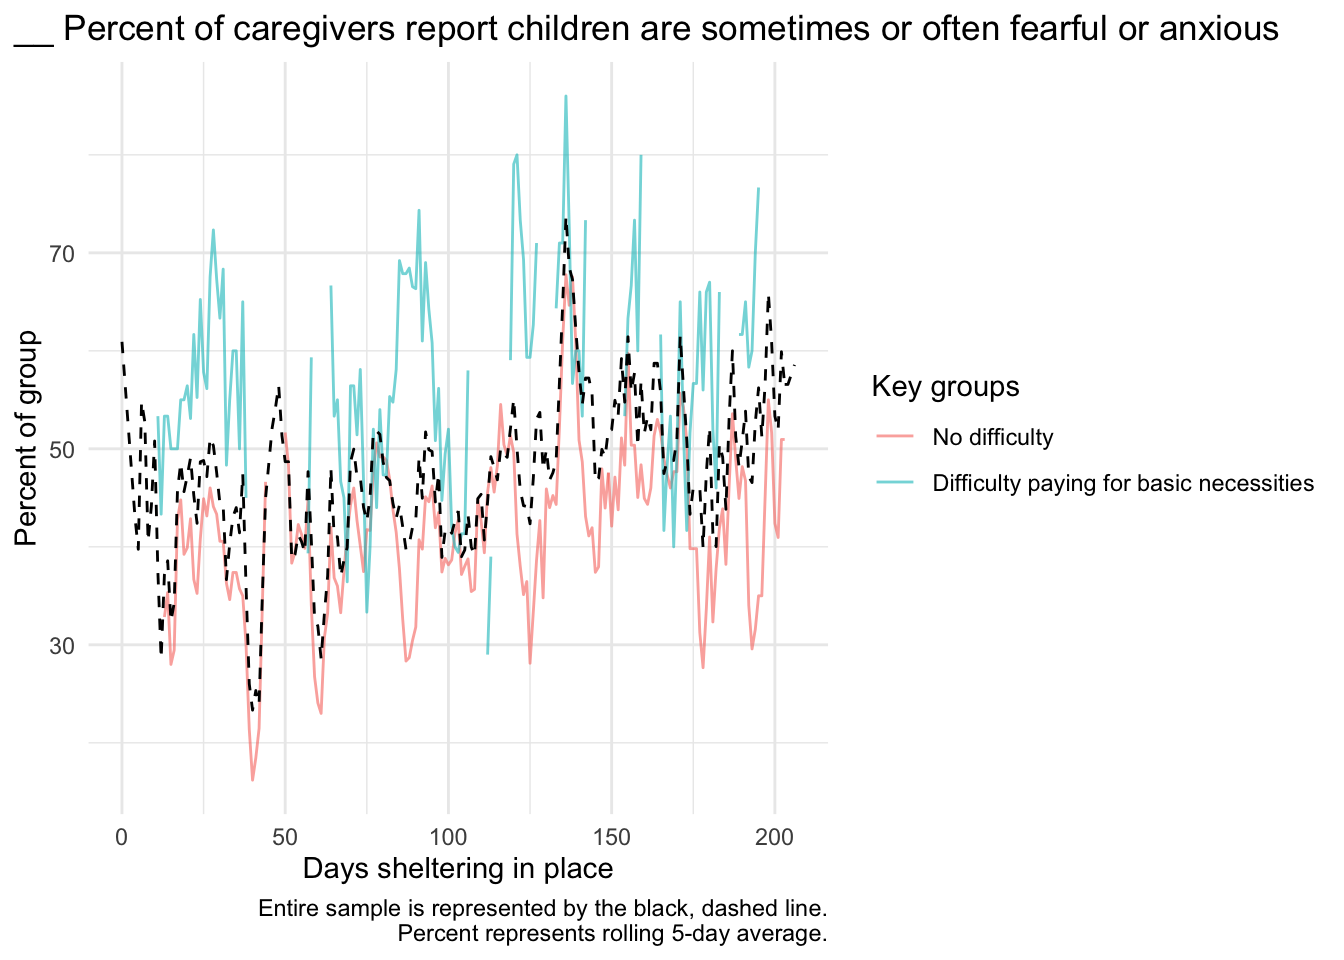 __ Percent of caregivers report children are sometimes or often fearful or anxious
Percent of group
70
50
30
0 50 100 150 200
Days sheltering in place
Key groups
No difficulty
Difficulty paying for basic necessities
Entire sample is represented by the black, dashed line.
Percent represents rolling 5-day average.